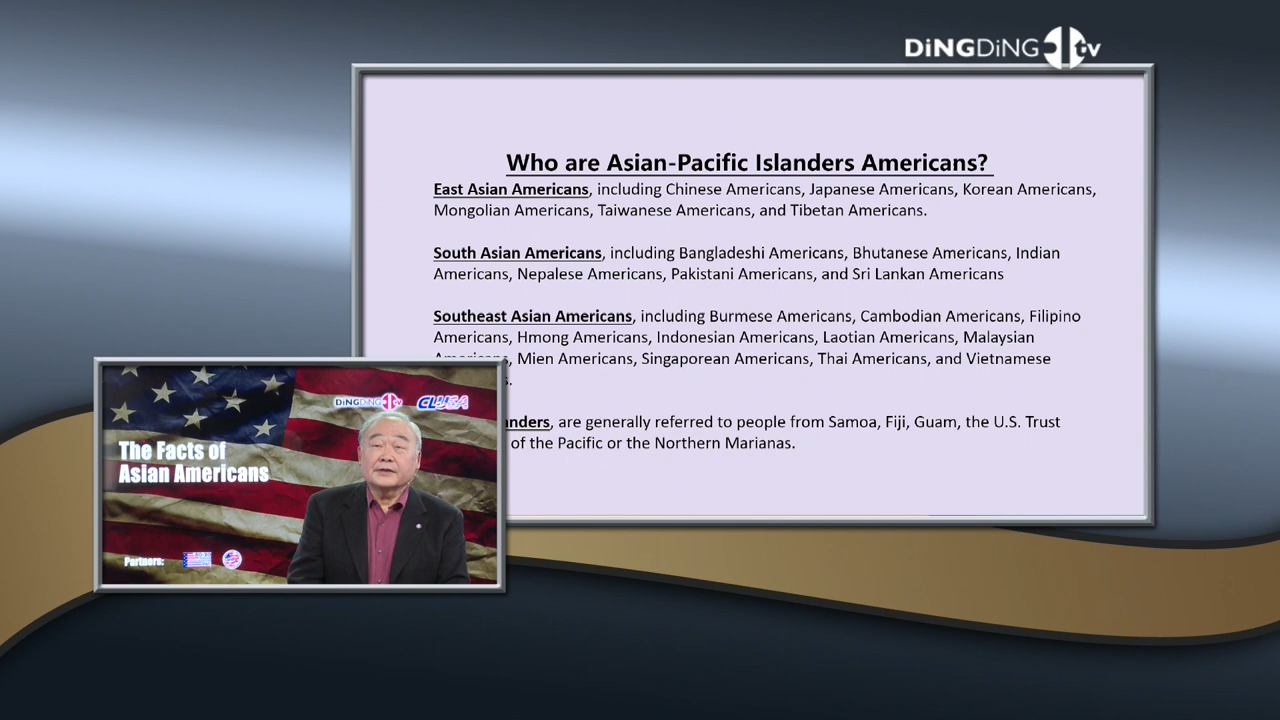 DiNGDiNG tv
Who are Asian-Pacific Islanders Americans?
East Asian Americans, including Chinese Americans, Japanese Americans, Korean Americans,
Mongolian Americans, Taiwanese Americans, and Tibetan Americans.
South Asian Americans, including Bangladeshi Americans, Bhutanese Americans, Indian
Americans, Nepalese Americans, Pakistani Americans, and Sri Lankan Americans
Southeast Asian Americans, including Burmese Americans, Cambodian Americans, Filipino
Americans, Hmong Americans, Indonesian Americans, Laotian Americans, Malaysian
Americans, Mien Americans, Singaporean Americans, Thai Americans, and Vietnamese
are generally referred to people from Samoa, Fiji, Guam, the U.S. Trust
of the Pacific or the Northern Marianas.
DiNGDiNG tv CLUSA
The Facts of
Asian Americans
Partners: